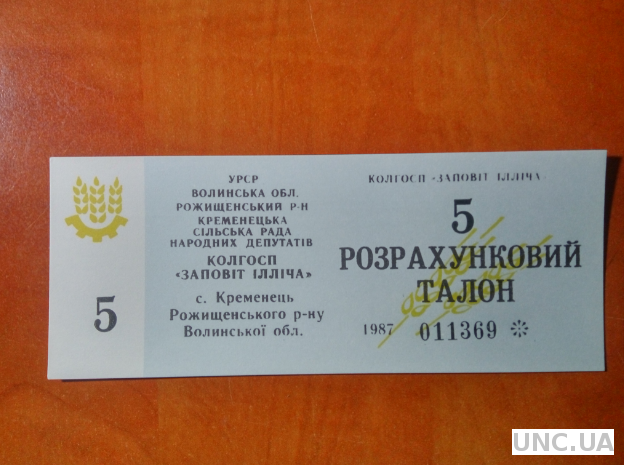 5
УРСР
ВОЛИНСЬКА ОБЛ.
РОЖИЩЕНСЬКИЙ Р-Н
КРЕМЕНЕЦЬКА
СІЛЬСЬКА РАДА
НАРОДНИХ ДЕПУТАТІВ
КОЛГОСП
«ЗАПОВІТ ІЛЛІЧА»
с. Кременець
Рожищенського р-ну
Волинської обл.
КОЛГОСП «ЗАПОВІТ ІЛЛІЧА»
5
РОЗРАХУНКОВИЙ
ТАЛОН
1987 011369
UNC.UA